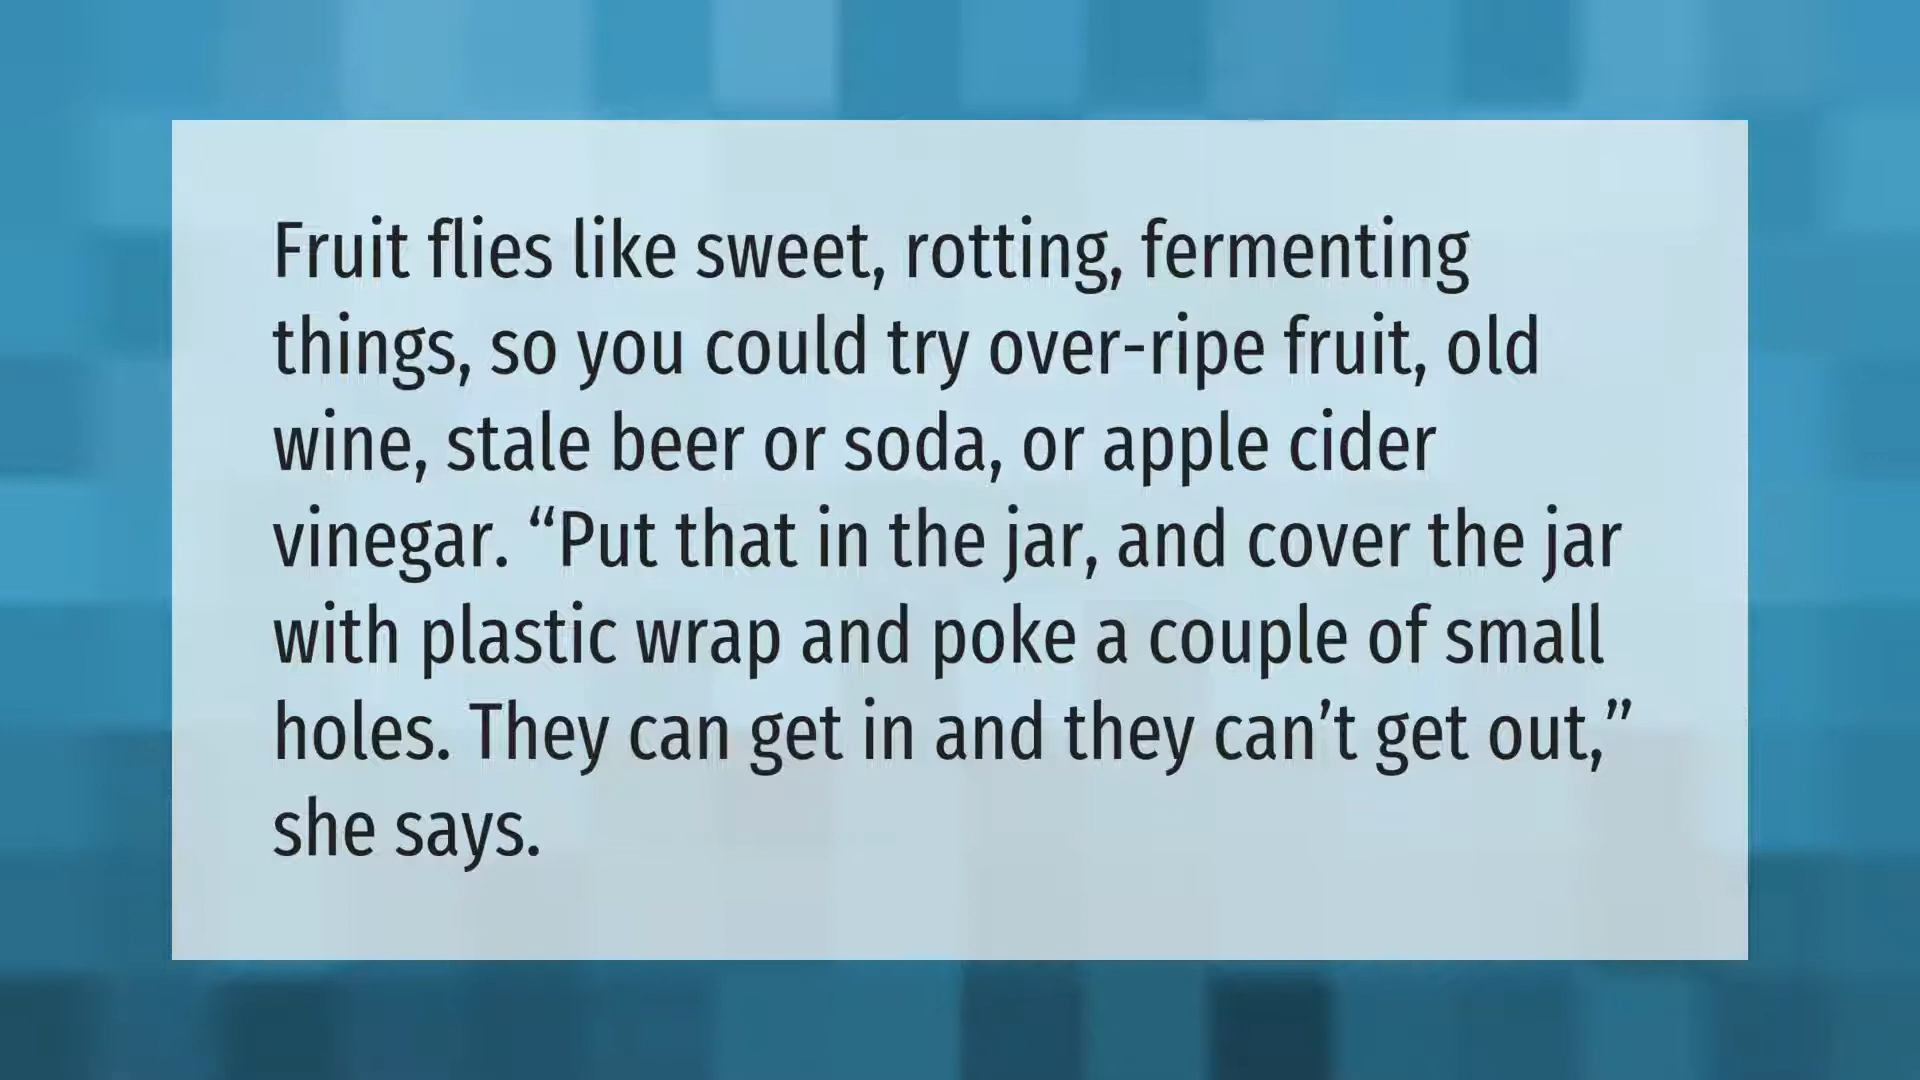 Fruit flies like sweet, rotting, fermenting
things, so you could try over-ripe fruit, old
wine, stale beer or soda, or apple cider
vinegar. “Put that in the jar, and cover the jar
with plastic wrap and poke a couple of small
holes. They can get in and they can’t get out,”
she says.